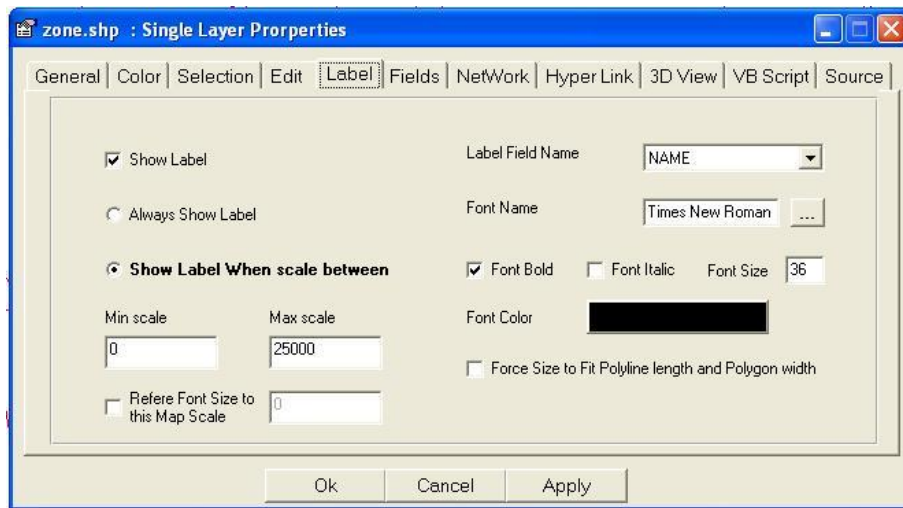 zone.shp : Single Layer Prorperties
General Color Selection Edit Label Fields NetWork Hyper Link 3D View VB Script Source
Show Label
Label Field Name NAME
Always Show Label
Font Name Times New Roman ...
Show Label When scale between
Font Bold Font Italic Font Size 36
Min scale Max scale
Font Color
0 25000
Force Size to Fit Polyline length and Polygon width
Refere Font Size to
this Map Scale 0
Ok Cancel Apply